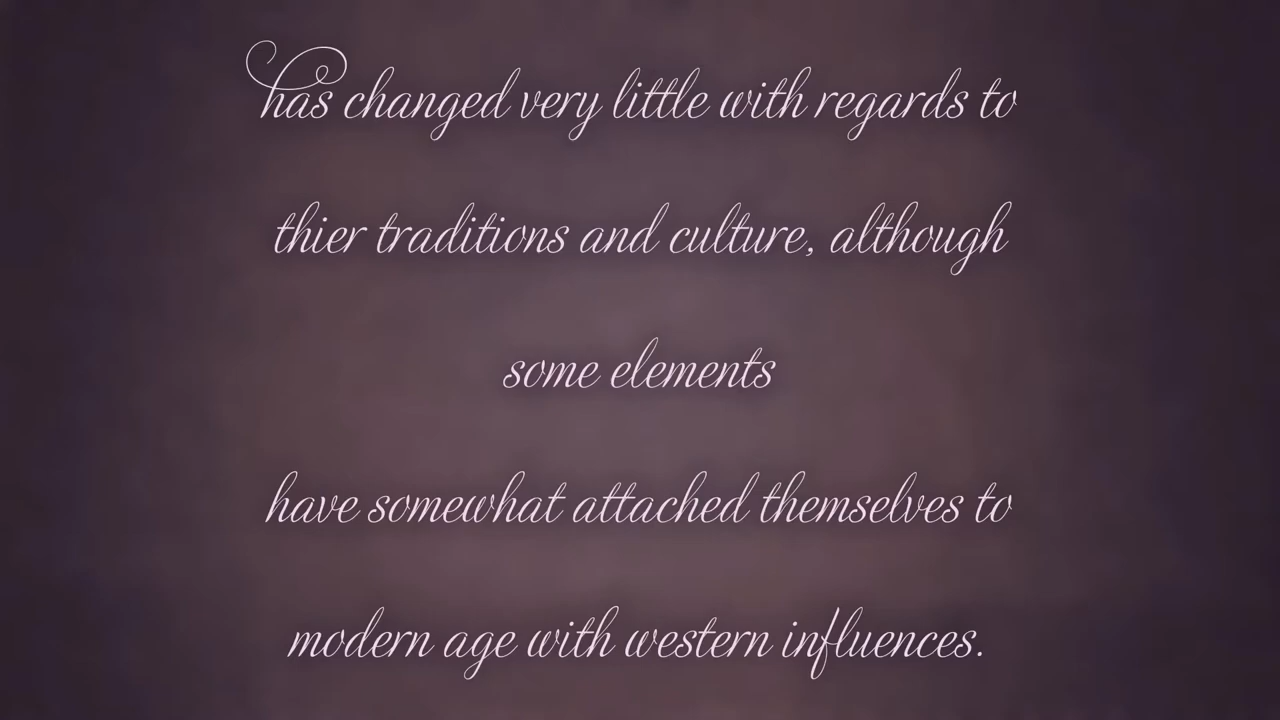 has changed very little with regards to
thier traditions and culture, although
some elements
have somewhat attached themselves to
modern age with western influences.